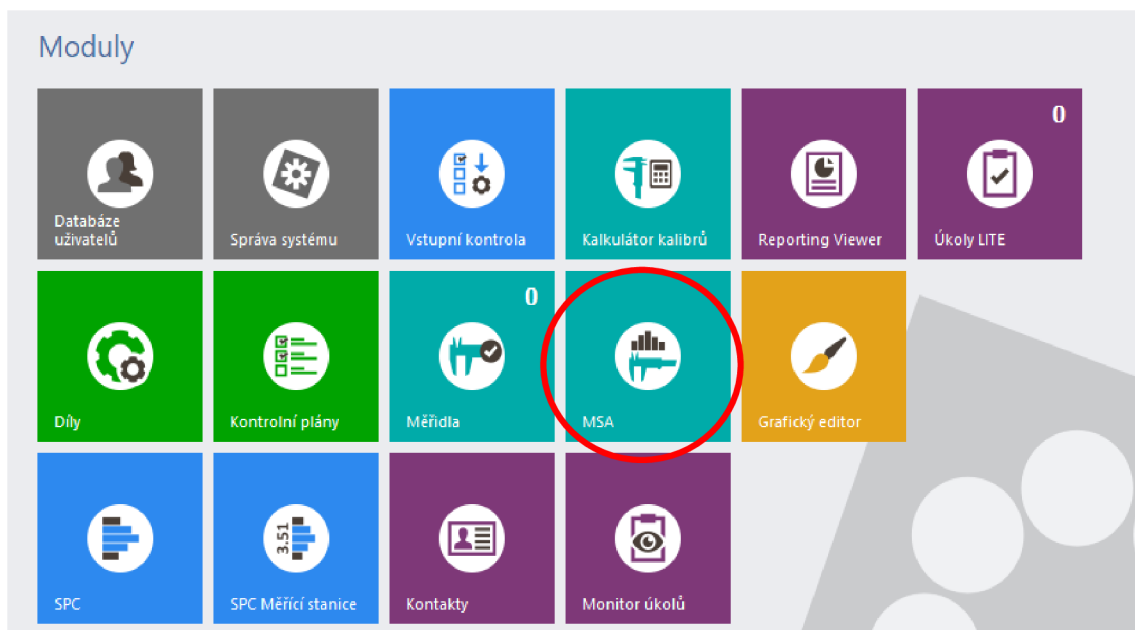 Moduly
0
Databáze
uživatelů
Správa systému
Vstupní kontrola
Kalkulátor kalibrů
Reporting Viewer
Úkoly LITE
0
Díly
Kontrolní plány
Měřidla
MSA
Grafický editor
3.51
SPC
SPC Měřící stanice
Kontakty
Monitor úkolů